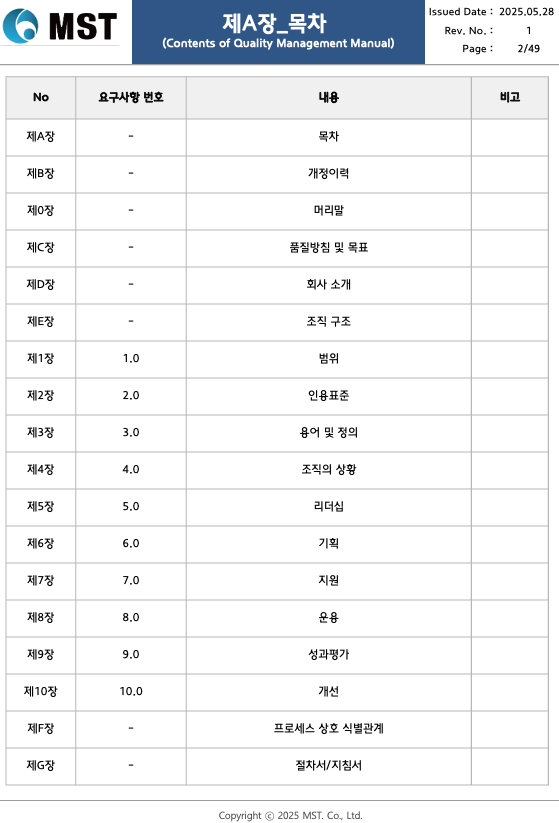 MST
제A장_목차
(Contents of Quality Management Manual)
Issued Date : 2025.05.28
Rev. No. : 1
Page : 2/49
No 요구사항 번호 내용 비고
제A장 - 목차
제B장 - 개정이력
제0장 - 머리말
제C장 - 품질방침 및 목표
제D장 - 회사 소개
제E장 - 조직 구조
제1장 1.0 범위
제2장 2.0 인용표준
제3장 3.0 용어 및 정의
제4장 4.0 조직의 상황
제5장 5.0 리더십
제6장 6.0 기획
제7장 7.0 지원
제8장 8.0 운용
제9장 9.0 성과평가
제10장 10.0 개선
제F장 - 프로세스 상호 식별관계
제G장 - 절차서/지침서
Copyright ⓒ 2025 MST. Co., Ltd.